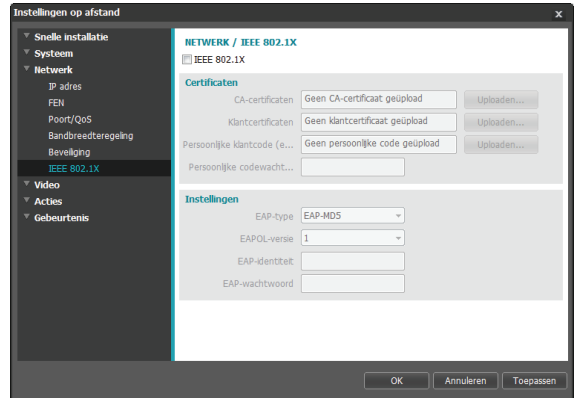 Instellingen op afstand
x
Snelle installatie
Systeem
Netwerk
IP adres
FEN
Poort/QoS
Bandbreedteregeling
Beveiliging
IEEE 802.1X
Video
Acties
Gebeurtenis
NETWERK / IEEE 802.1X
IEEE 802.1X
Certificaten
CA-certificaten Geen CA-certificaat geüpload Uploaden...
Klantcertificaten Geen klantcertificaat geüpload Uploaden...
Persoonlijke klantcode (e... Geen persoonlijke code geüpload Uploaden...
Persoonlijke codewacht...
Instellingen
EAP-type EAP-MD5
EAPOL-versie 1
EAP-identiteit
EAP-wachtwoord
OK Annuleren Toepassen